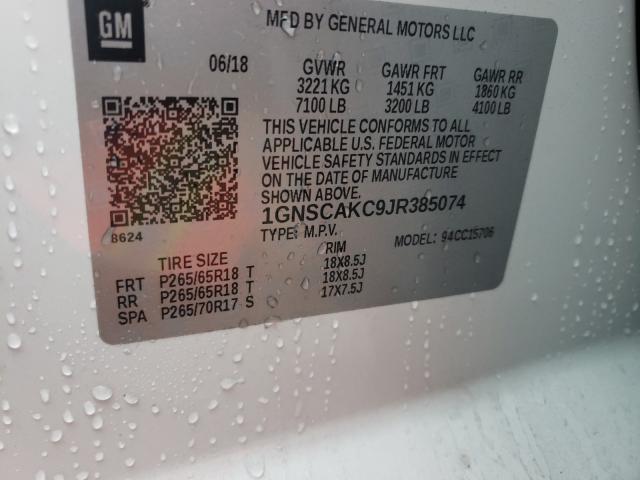 GM
MFD BY GENERAL MOTORS LLC
06/18 GVWR GAWR FRT GAWR RR
3221 KG 1451 KG 1860 KG
7100 LB 3200 LB 4100 LB
THIS VEHICLE CONFORMS TO ALL
APPLICABLE U.S. FEDERAL MOTOR
VEHICLE SAFETY STANDARDS IN EFFECT
ON THE DATE OF MANUFACTURE
SHOWN ABOVE.
1GNSCAKC9JR385074
8624
TYPE: M.P.V. MODEL: 94CC15706
TIRE SIZE RIM
FRT P265/65R18 T 18X8.5J
RR P265/65R18 T 18X8.5J
SPA P265/70R17 S 17X7.5J